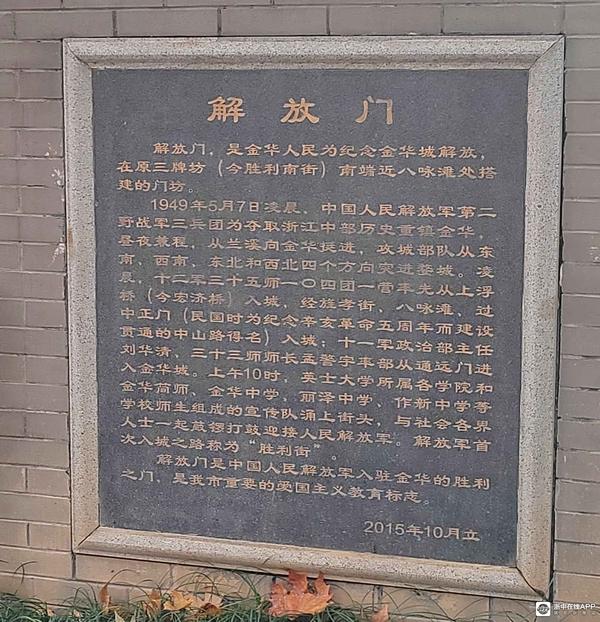 解放门
解放门，是金华人民为纪念金华城解放，
在原三牌坊（今胜利南街）南端近八咏滩处搭
建的门坊。
1949年5月7日凌晨，中国人民解放军第二
野战军三兵团为夺取浙江中部历史重镇金华，
昼夜兼程，从兰溪向金华挺进，攻城部队从东
南，西南，东北和西北四个方向突进婺城。凌
晨，十二军三十五师一〇四团一营率先从上浮
桥（今宏济桥）入城，经旌孝街、八咏滩，过
中正门（民国时为纪念辛亥革命五周年而建设
贯通的中山路得名）入城；十一军政治部主任
刘华清，三十三师师长孟警宇率部从通远门进
入金华城。上午10时，英士大学所属各学院和
金华简师、金华中学、丽泽中学、作新中学等
学校师生组成的宣传队涌上街头，与社会各界
人士一起敲锣打鼓迎接人民解放军。解放军首
次入城之路称为“胜利街”。
解放门是中国人民解放军入驻金华的胜利
之门，是我市重要的爱国主义教育标志。
2015年10月立
浙中在线APP